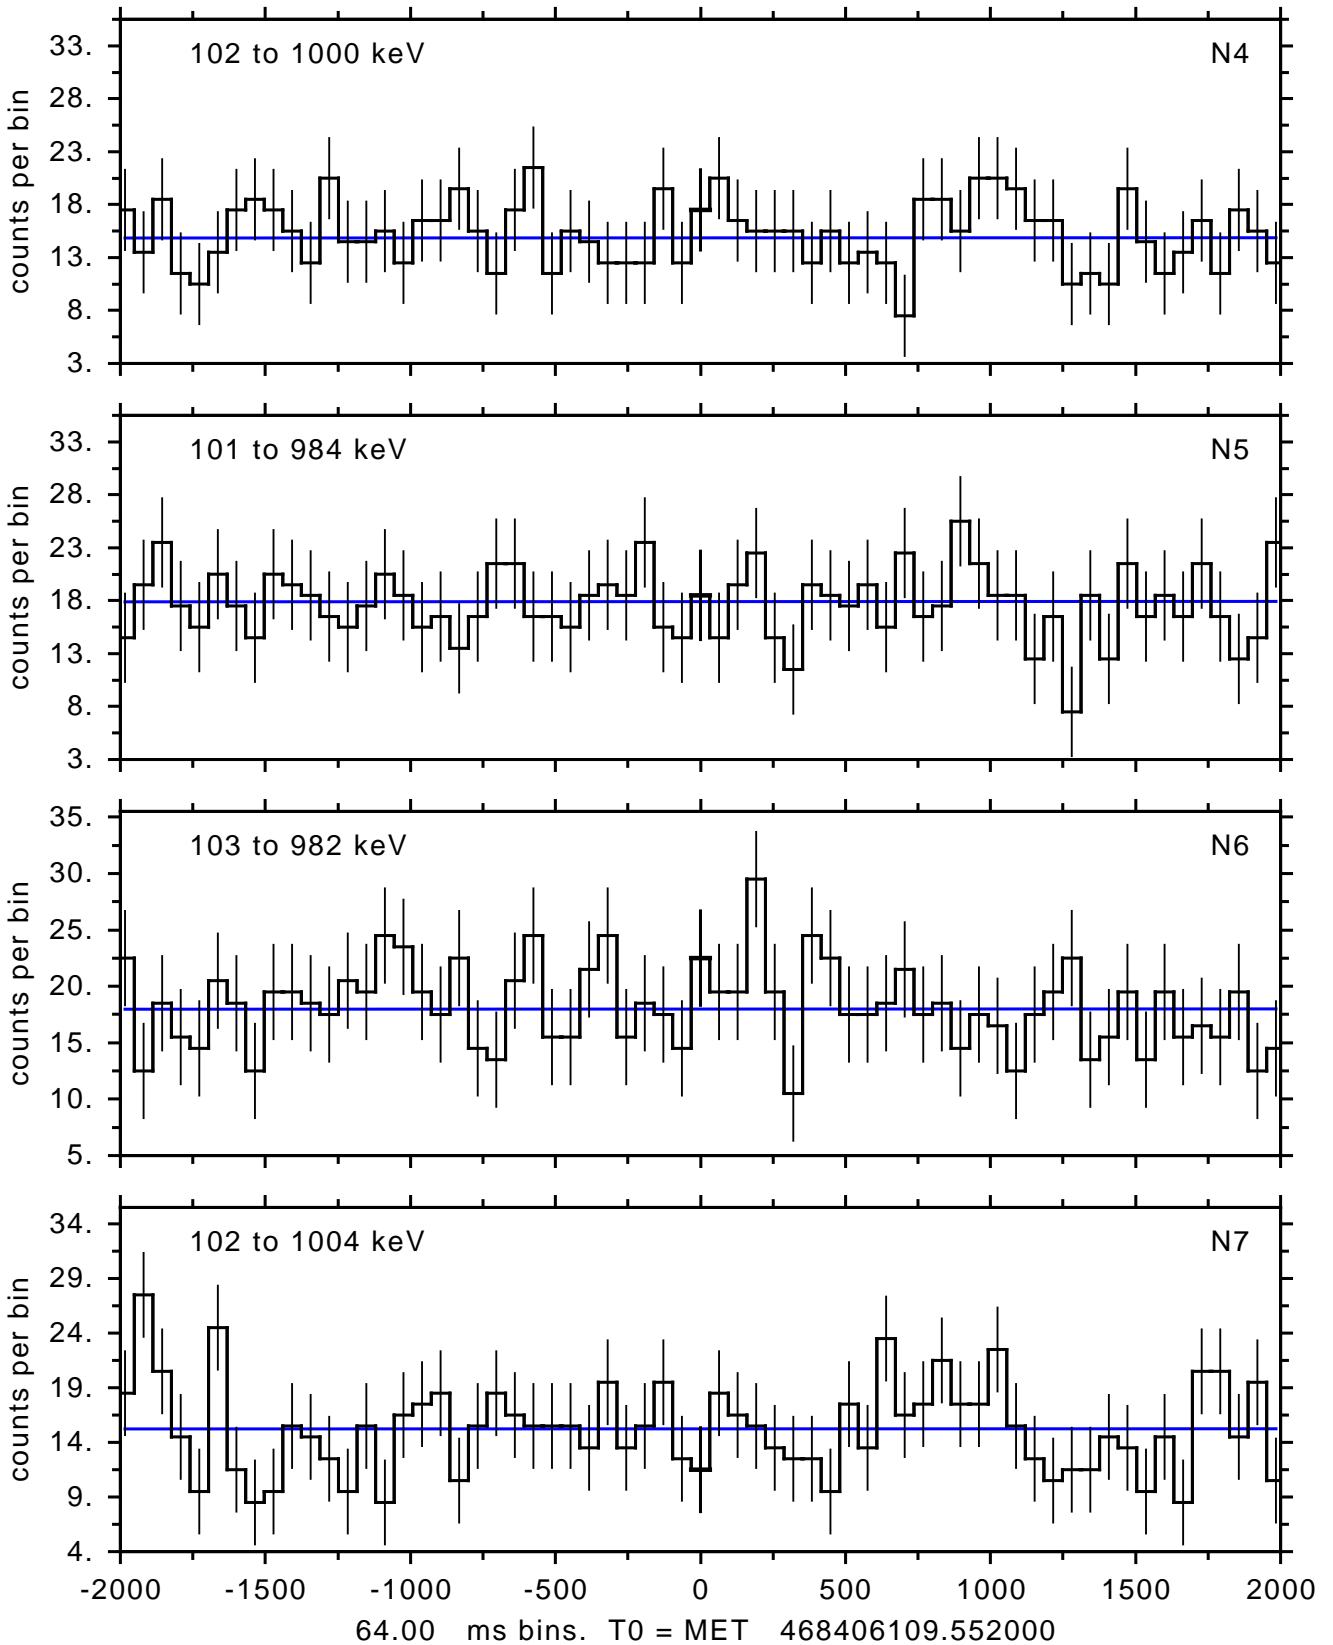 102 to 1000 keV N4
33.
28.
23.
18.
13.
8.
3.
counts per bin
101 to 984 keV N5
33.
28.
23.
18.
13.
8.
3.
counts per bin
103 to 982 keV N6
35.
30.
25.
20.
15.
10.
5.
counts per bin
102 to 1004 keV N7
34.
29.
24.
19.
14.
9.
4.
counts per bin
-2000 -1500 -1000 -500 0 500 1000 1500 2000
64.00 ms bins. T0 = MET 468406109.552000